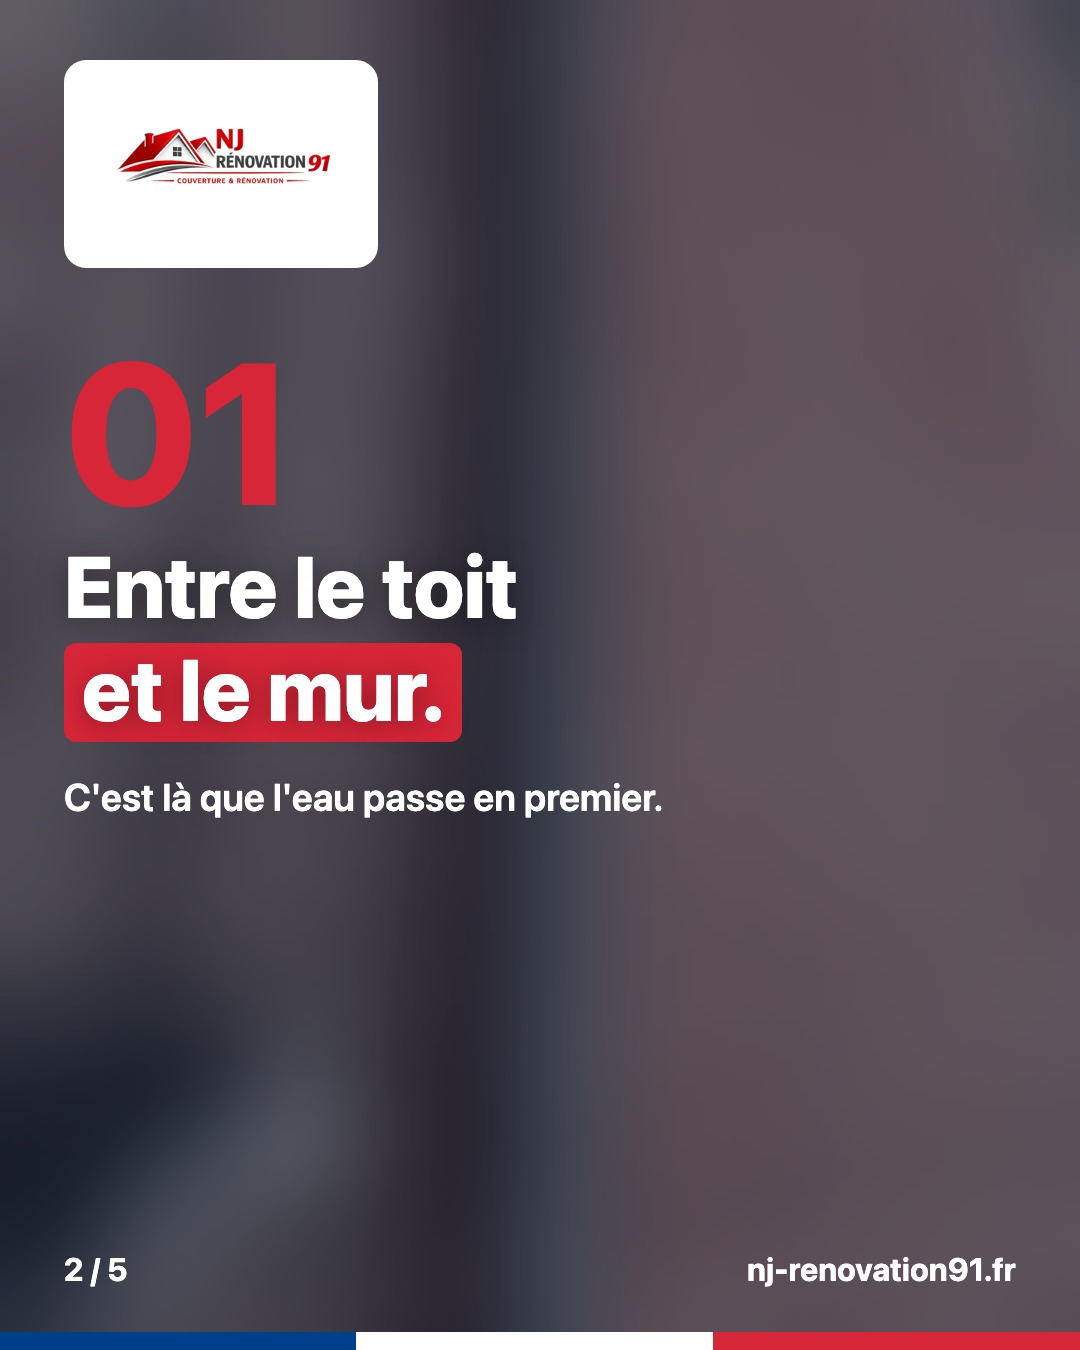 NJ
RÉNOVATION 91
COUVERTURE & RÉNOVATION
01
Entre le toit
et le mur.
C'est là que l'eau passe en premier.
2 / 5
nj-renovation91.fr